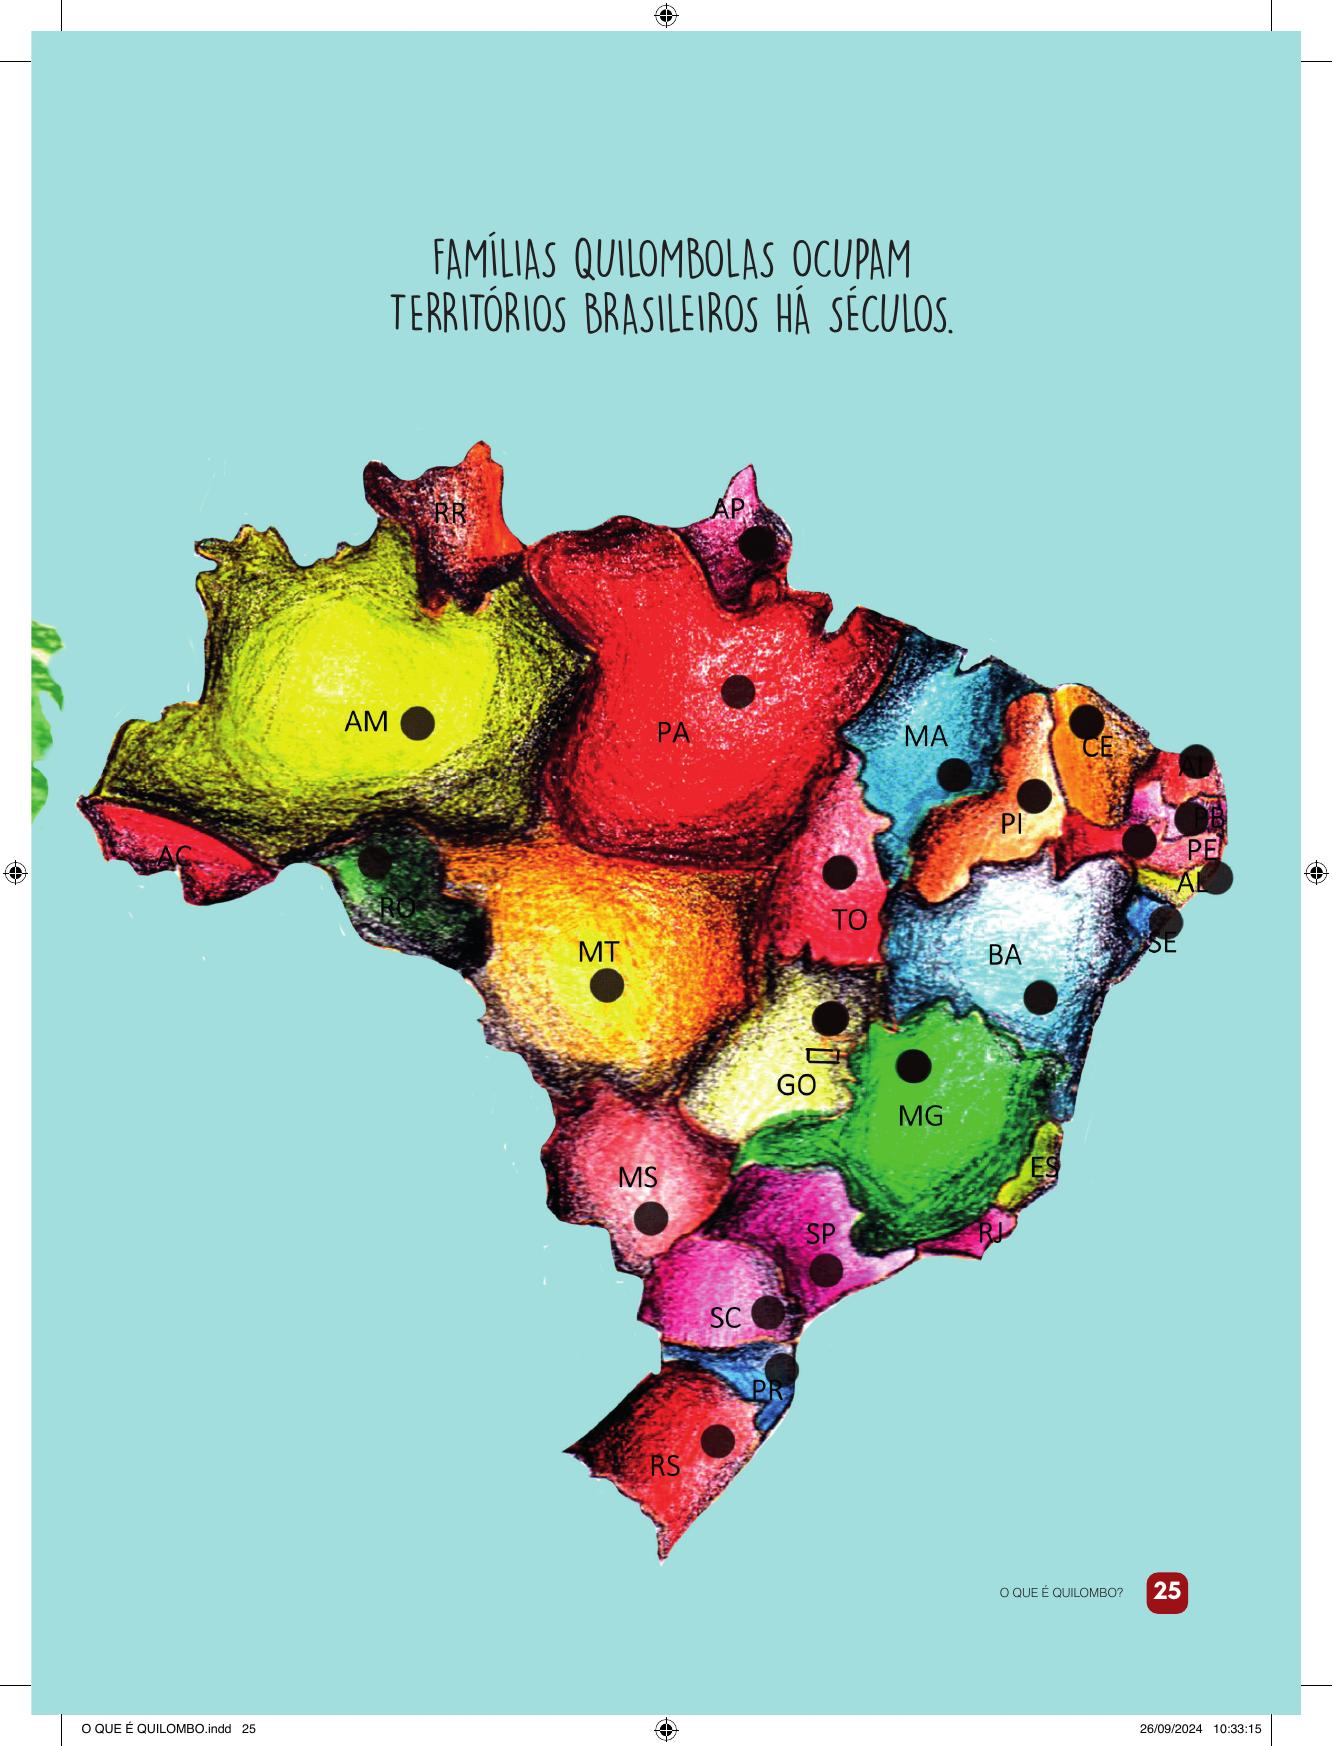 FAMÍLIAS QUILOMBOLAS OCUPAM
TERRITÓRIOS BRASILEIROS HÁ SÉCULOS.
RR
AP
AM
PA
MA
CE
PI
PB
PE
AL
AC
RO
TO
SE
MT
BA
GO
MG
MS
ES
SP
RJ
SC
PR
RS
O QUE É QUILOMBO? 25
O QUE É QUILOMBO.indd 25 26/09/2024 10:33:15